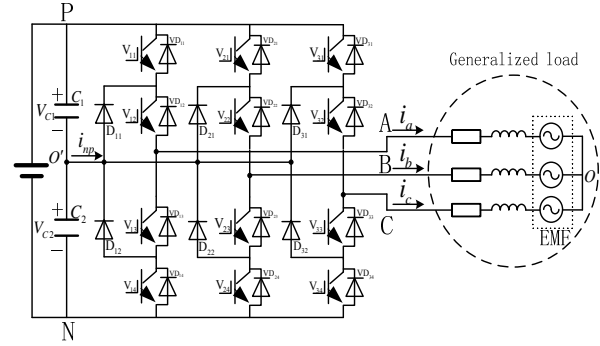 P
V11 VD11 V21 VD21 V31 VD31
Generalized load
C1 VC1
D11 V12 VD12 D21 V22 VD22 D31 V32 VD32
A ia
O' inp
B ib
O
C ic
EMF
C2 VC2
D12 V13 VD13 D22 V23 VD23 D32 V33 VD33
V14 VD14 V24 VD24 V34 VD34
N